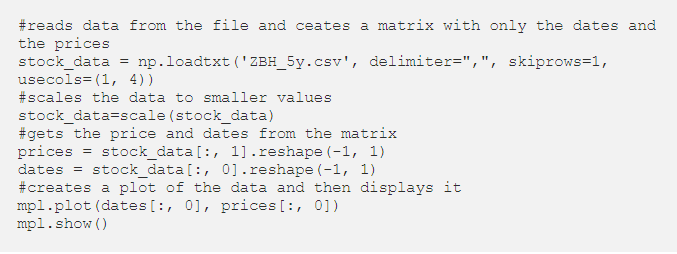 #reads data from the file and ceates a matrix with only the dates and
the prices
stock_data = np.loadtxt('ZBH_5y.csv', delimiter=",", skiprows=1,
usecols=(1, 4))
#scales the data to smaller values
stock_data=scale(stock_data)
#gets the price and dates from the matrix
prices = stock_data[:, 1].reshape(-1, 1)
dates = stock_data[:, 0].reshape(-1, 1)
#creates a plot of the data and then displays it
mpl.plot(dates[:, 0], prices[:, 0])
mpl.show()